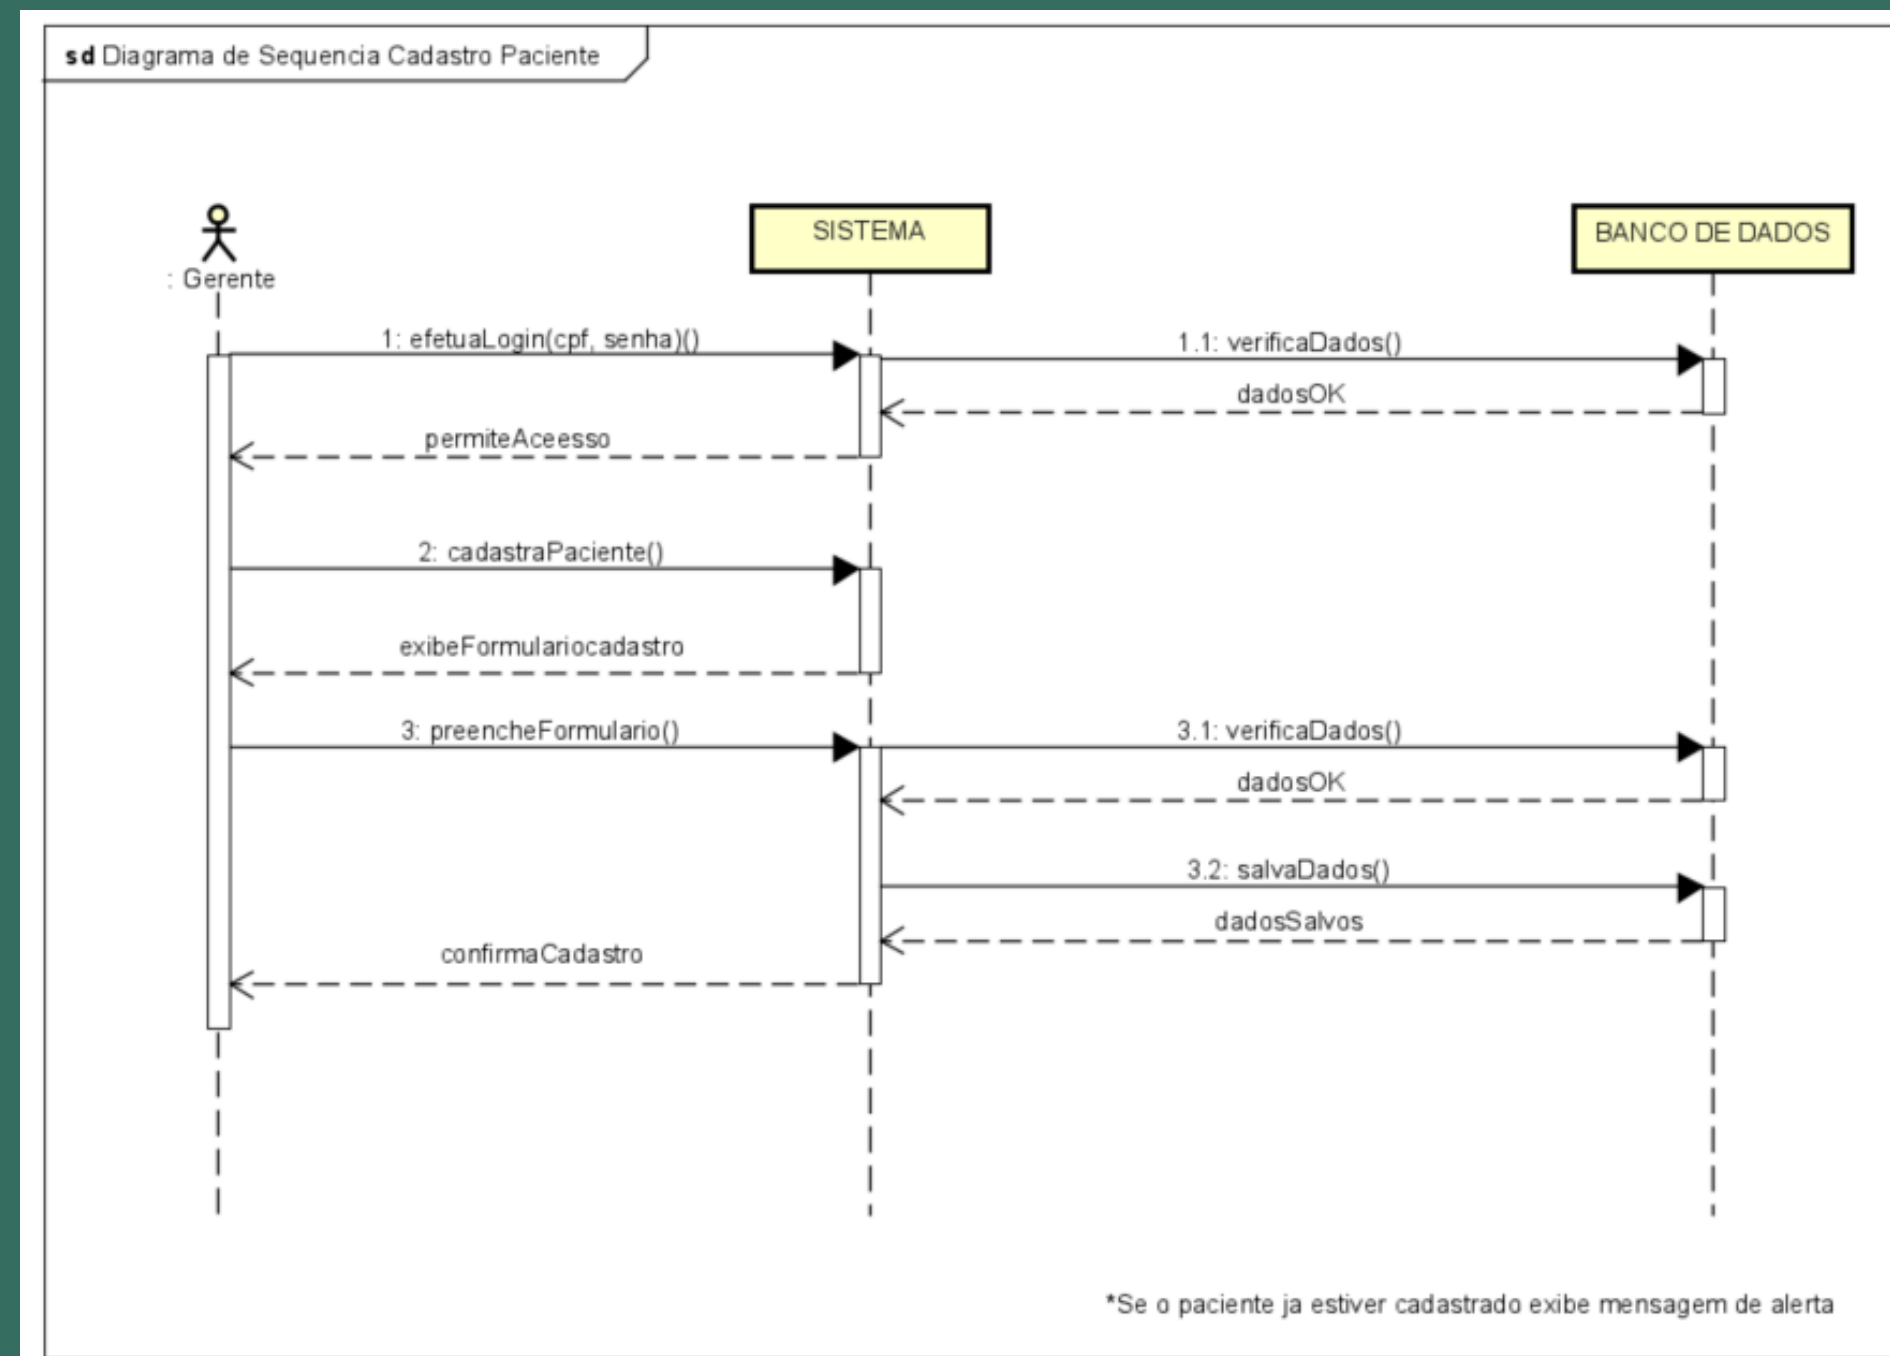 sd Diagrama de Sequencia Cadastro Paciente
: Gerente
SISTEMA
BANCO DE DADOS
1: efetuaLogin(cpf, senha)()
1.1: verificaDados()
dadosOK
permiteAceesso
2: cadastraPaciente()
exibeFormulariocadastro
3: preencheFormulario()
3.1: verificaDados()
dadosOK
3.2: salvaDados()
dadosSalvos
confirmaCadastro
*Se o paciente ja estiver cadastrado exibe mensagem de alerta